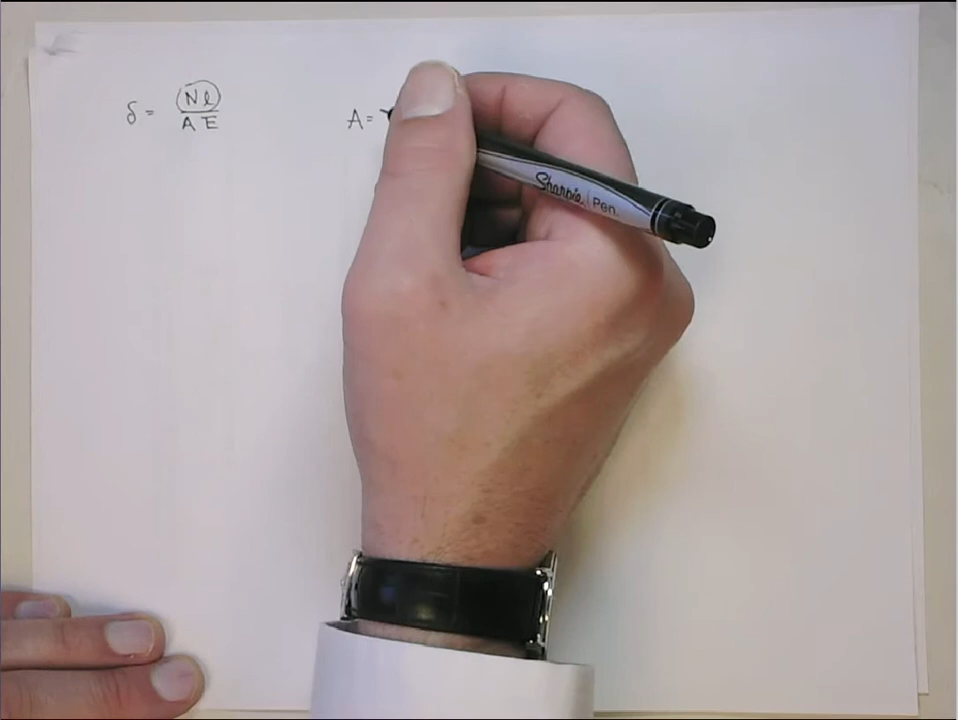 δ = Nl / AE
A =
Sharpie. Pen.